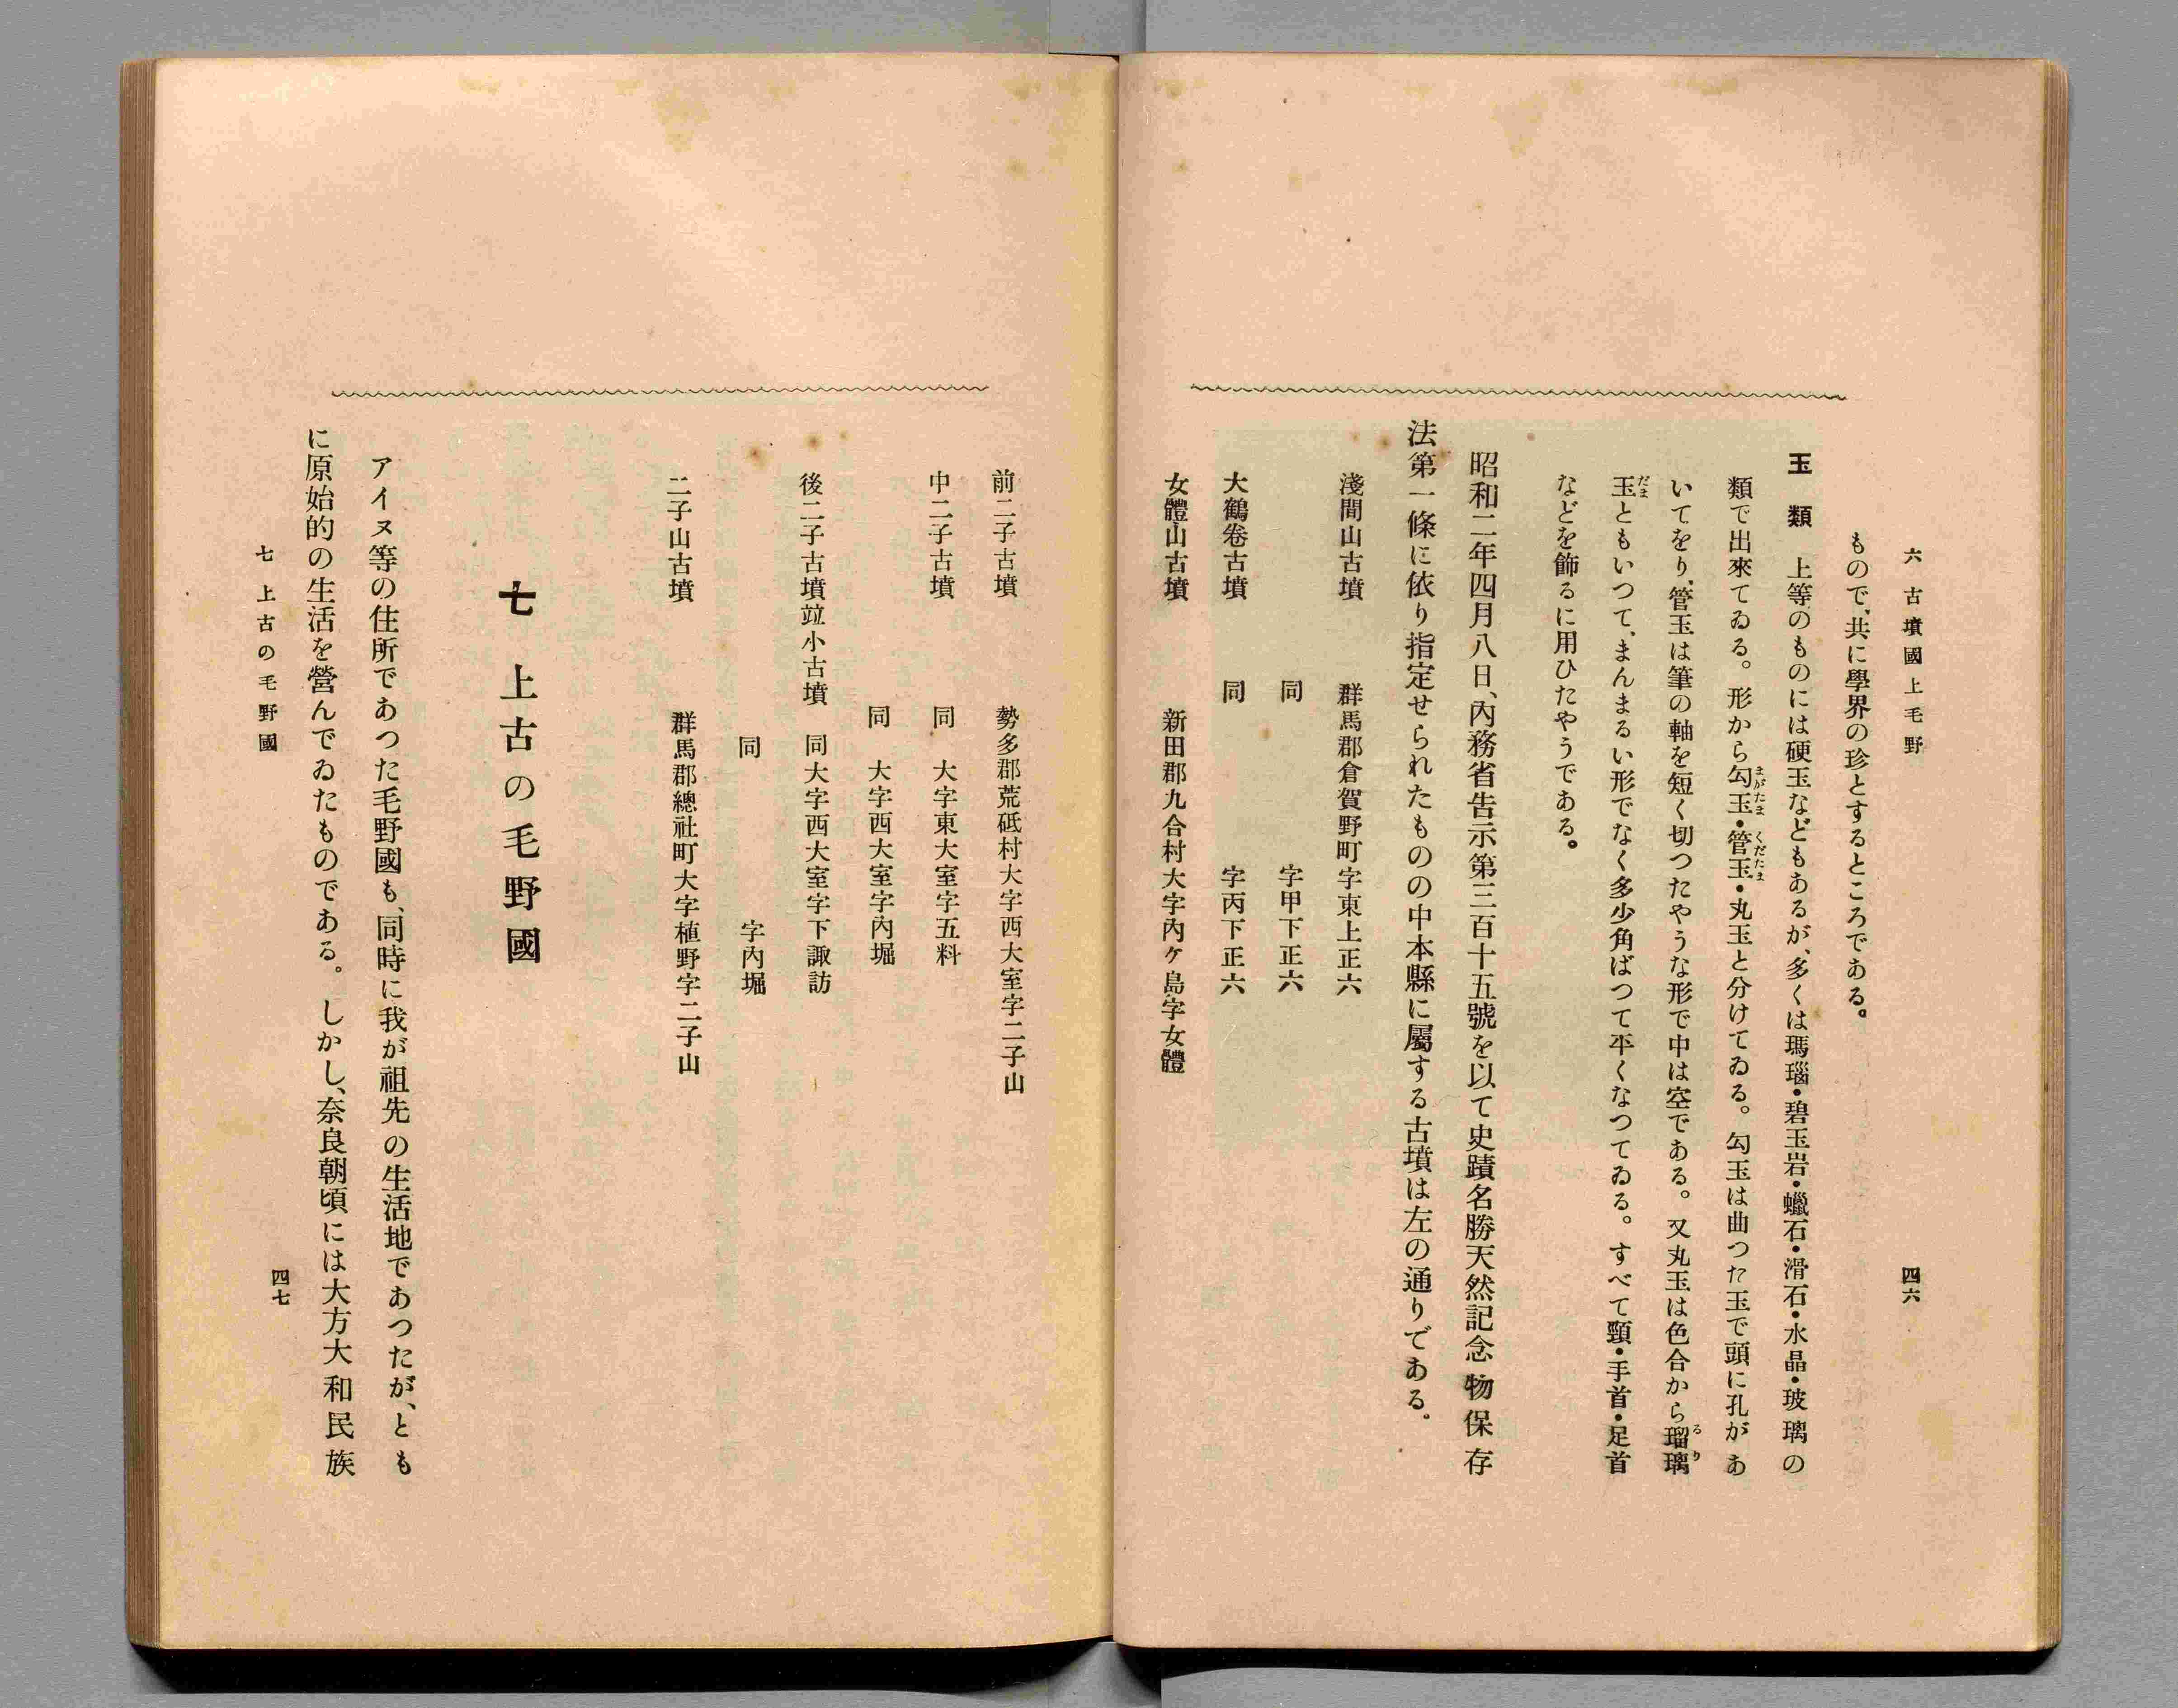 六 古墳國上毛野
四六
もので、共に學界の珍とするところである。
玉類 上等のものには硬玉などもあるが、多くは瑪瑙・碧玉岩・蠟石・滑石・水晶・玻璃の
類で出來てゐる。形から勾玉・管玉・丸玉と分けてゐる。勾玉は曲つた玉で頭に孔があ
まがたま くだたま
いてをり、管玉は筆の軸を短く切つたやうな形で中は空である。又丸玉は色合から瑠璃
るり
玉ともいつて、まんまるい形でなく多少角ばつて平くなつてゐる。すべて頸・手首・足首
だま
などを飾るに用ひたやうである。
昭和二年四月八日、內務省告示第三百十五號を以て史蹟名勝天然記念物保存
法第一條に依り指定せられたものの中本縣に屬する古墳は左の通りである。
淺間山古墳 群馬郡倉賀野町字東上正六
同 字甲下正六
大鶴卷古墳 同 字丙下正六
女體山古墳 新田郡九合村大字內ケ島字女體
前二子古墳 勢多郡荒砥村大字西大室字二子山
中二子古墳 同 大字東大室字五料
同 大字西大室字內堀
後二子古墳竝小古墳 同 大字西大室字下諏訪
同 字內堀
二子山古墳 群馬郡總社町大字植野字二子山
七 上古の毛野國
アイヌ等の住所であつた毛野國も、同時に我が祖先の生活地であつたが、とも
に原始的の生活を營んでゐたものである。しかし、奈良朝頃には大方大和民族
七 上古の毛野國
四七